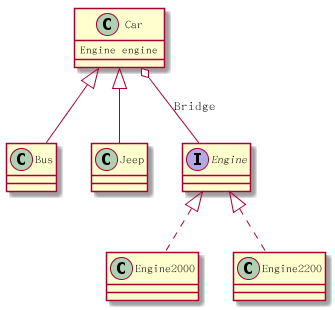 C Car
Engine engine
Bridge
C Bus
C Jeep
I Engine
C Engine2000
C Engine2200